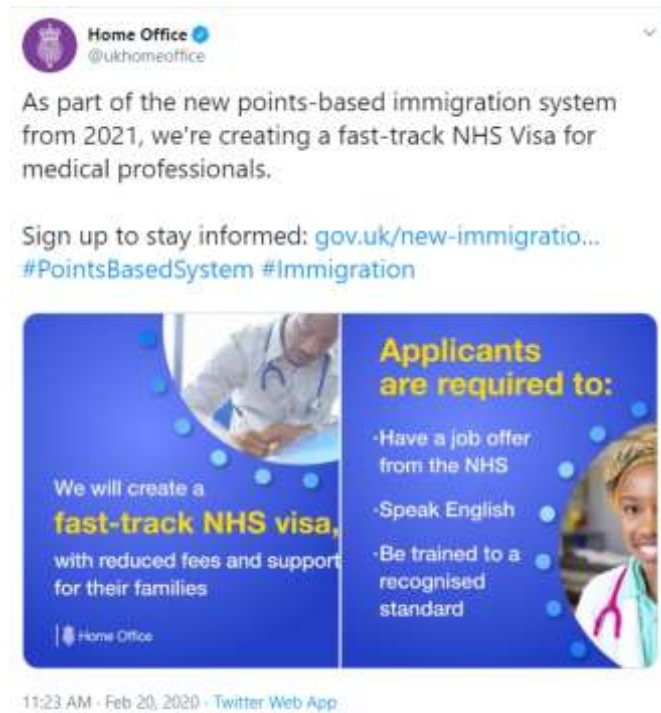 Home Office
@ukhomeoffice
As part of the new points-based immigration system
from 2021, we're creating a fast-track NHS Visa for
medical professionals.
Sign up to stay informed: gov.uk/new-immigratio...
#PointsBasedSystem #Immigration
We will create a
fast-track NHS visa,
with reduced fees and support
for their families
Home Office
Applicants
are required to:
·Have a job offer
from the NHS
·Speak English
·Be trained to a
recognised
standard
11:23 AM · Feb 20, 2020 · Twitter Web App